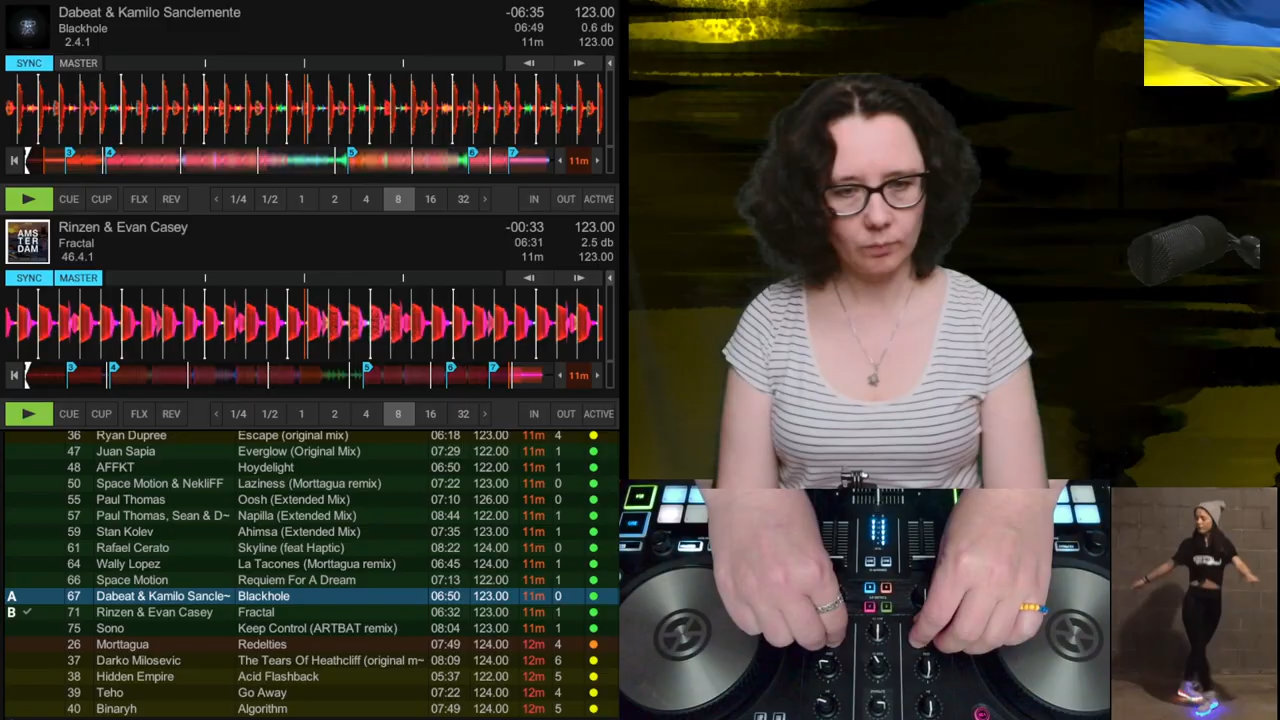 Dabeat & Kamilo Sanclemente -06:35 123.00
Blackhole 06:49 0.6 db
2.4.1 11m 123.00
SYNC MASTER
3 4 5 6 7 11m
CUE CUP FLX REV 1/4 1/2 1 2 4 8 16 32 IN OUT ACTIVE
AMS
TER
DAM
Rinzen & Evan Casey -00:33 123.00
Fractal 06:31 2.5 db
46.4.1 11m 123.00
SYNC MASTER
3 4 5 6 7 11m
CUE CUP FLX REV 1/4 1/2 1 2 4 8 16 32 IN OUT ACTIVE
36 Ryan Dupree Escape (original mix) 06:18 123.00 11m 4
47 Juan Sapia Everglow (Original Mix) 07:29 122.00 11m 1
48 AFFKT Hoydelight 06:50 122.00 11m 1
50 Space Motion & NekliFF Laziness (Morttagua remix) 07:22 123.00 11m 0
55 Paul Thomas Oosh (Extended Mix) 07:10 126.00 11m 0
57 Paul Thomas, Sean & D~ Napilla (Extended Mix) 08:44 122.00 11m 1
59 Stan Kolev Ahimsa (Extended Mix) 07:35 123.00 11m 1
61 Rafael Cerato Skyline (feat Haptic) 08:22 124.00 11m 0
64 Wally Lopez La Tacones (Morttagua remix) 06:45 124.00 11m 1
66 Space Motion Requiem For A Dream 07:13 122.00 11m 1
A 67 Dabeat & Kamilo Sancle~ Blackhole 06:50 123.00 11m 0
B 71 Rinzen & Evan Casey Fractal 06:32 123.00 11m 1
75 Sono Keep Control (ARTBAT remix) 08:04 123.00 11m 1
26 Morttagua Redelties 07:49 124.00 12m 4
37 Darko Milosevic The Tears Of Heathcliff (original m~ 08:09 124.00 12m 6
38 Hidden Empire Acid Flashback 05:37 122.00 12m 5
39 Teho Go Away 07:22 124.00 12m 4
40 Binaryh Algorithm 07:49 124.00 12m 5